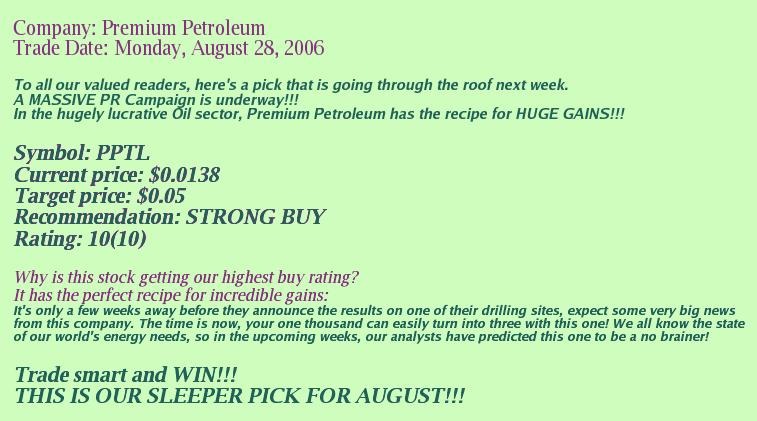 Company: Premium Petroleum
Trade Date: Monday, August 28, 2006
To all our valued readers, here's a pick that is going through the roof next week.
A MASSIVE PR Campaign is underway!!!
In the hugely lucrative Oil sector, Premium Petroleum has the recipe for HUGE GAINS!!!
Symbol: PPTL
Current price: $0.0138
Target price: $0.05
Recommendation: STRONG BUY
Rating: 10(10)
Why is this stock getting our highest buy rating?
It has the perfect recipe for incredible gains:
It's only a few weeks away before they announce the results on one of their drilling sites, expect some very big news
from this company. The time is now, your one thousand can easily turn into three with this one! We all know the state
of our world's energy needs, so in the upcoming weeks, our analysts have predicted this one to be a no brainer!
Trade smart and WIN!!!
THIS IS OUR SLEEPER PICK FOR AUGUST!!!